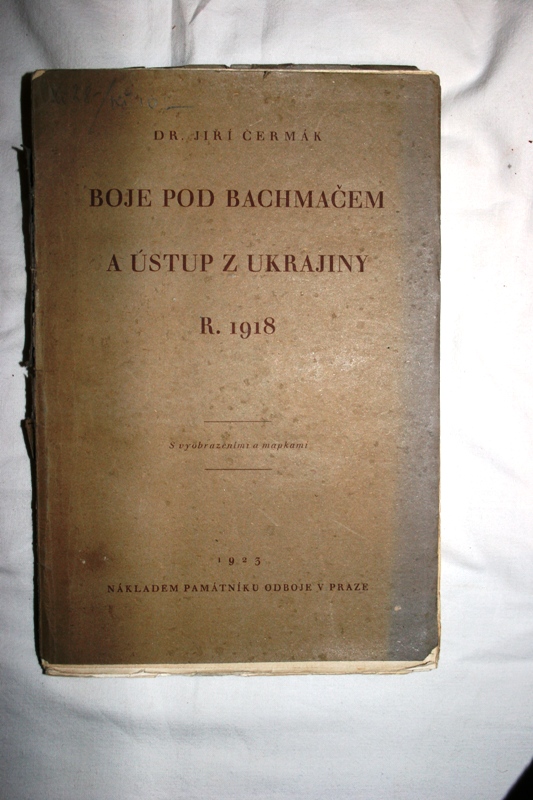 DR. JIŘÍ ČERMÁK
BOJE POD BACHMAČEM
A ÚSTUP Z UKRAJINY
R. 1918
S vyobrazeními a mapkami
1923
NÁKLADEM PAMÁTNÍKU ODBOJE V PRAZE